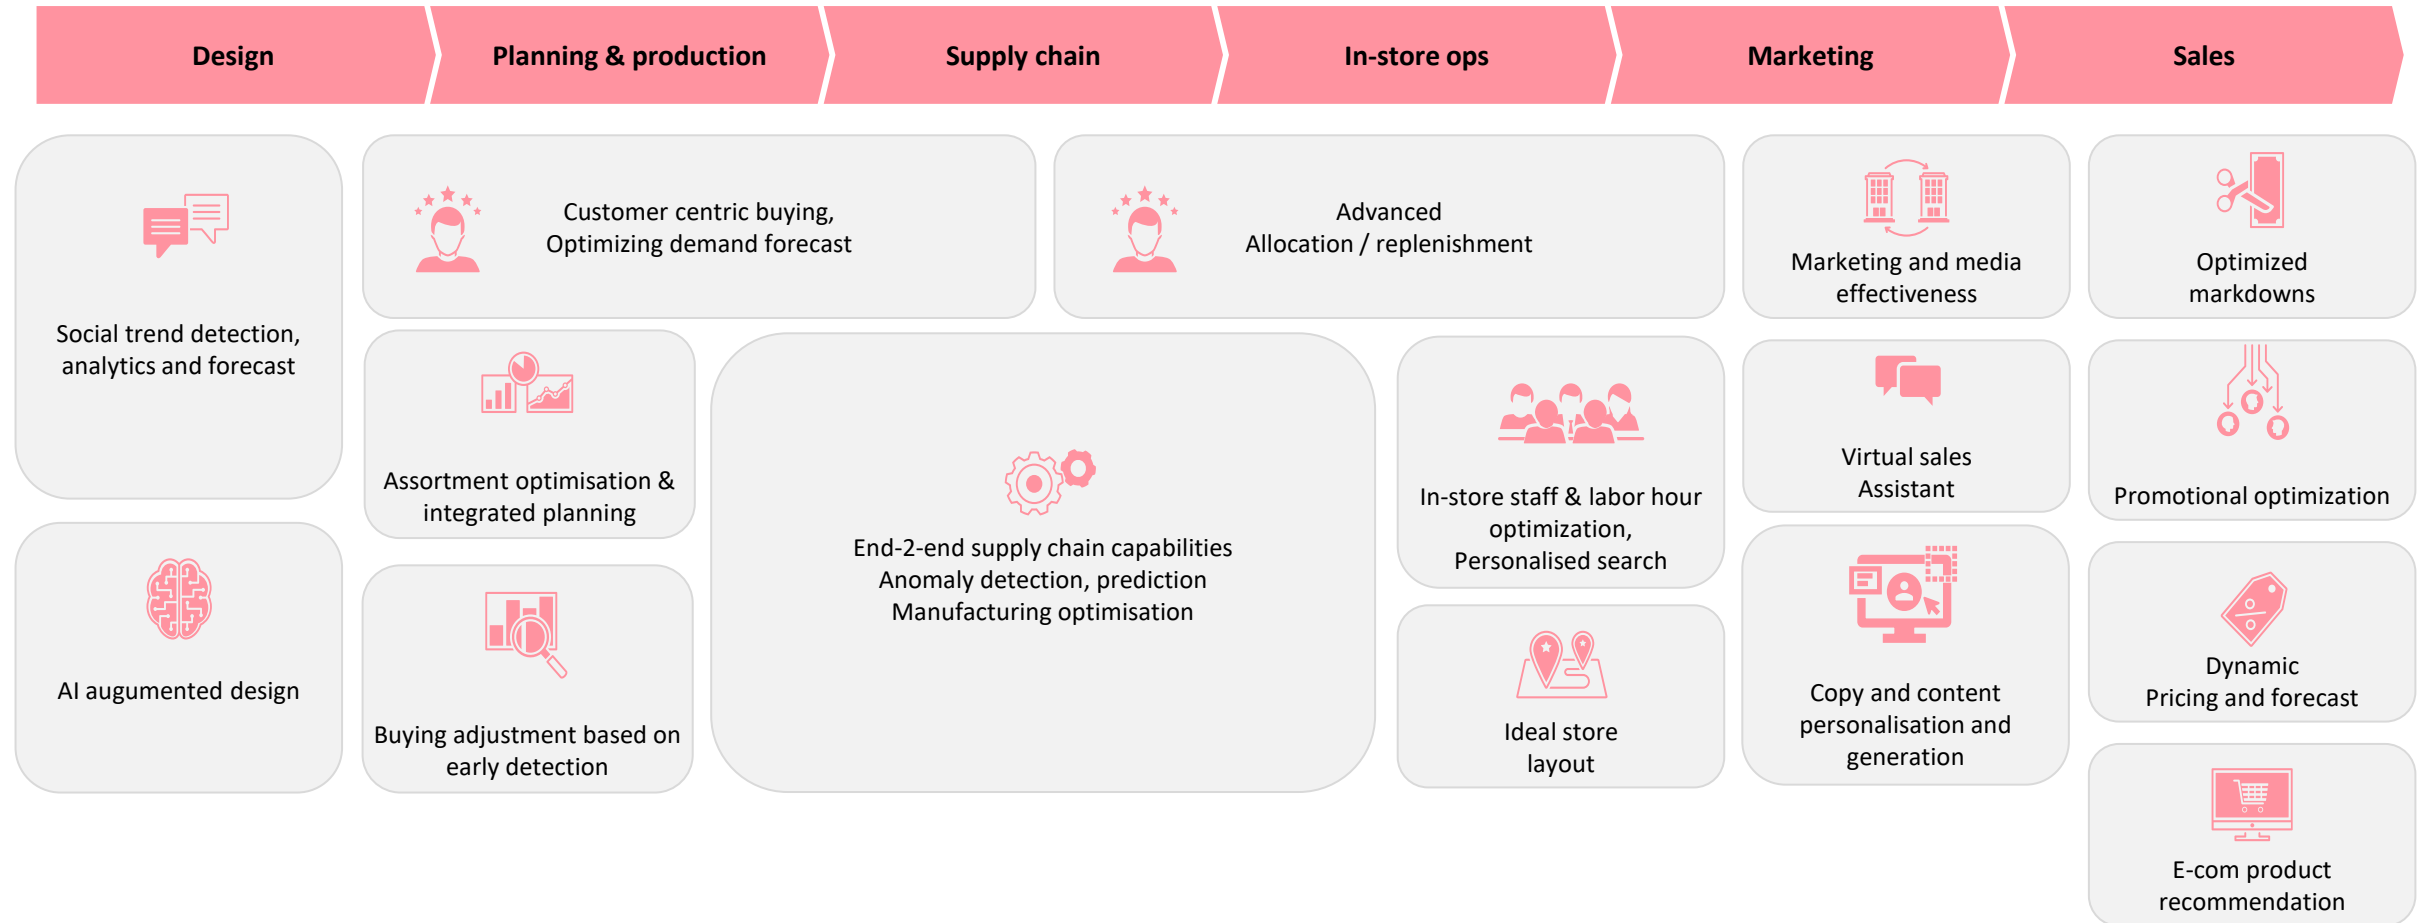 Design
Planning & production
Supply chain
In-store ops
Marketing
Sales
Social trend detection,
analytics and forecast
AI augumented design
Customer centric buying,
Optimizing demand forecast
Assortment optimisation &
integrated planning
Buying adjustment based on
early detection
End-2-end supply chain capabilities
Anomaly detection, prediction
Manufacturing optimisation
Advanced
Allocation / replenishment
In-store staff & labor hour
optimization,
Personalised search
Ideal store
layout
Marketing and media
effectiveness
Virtual sales
Assistant
Copy and content
personalisation and
generation
Optimized
markdowns
Promotional optimization
Dynamic
Pricing and forecast
E-com product
recommendation